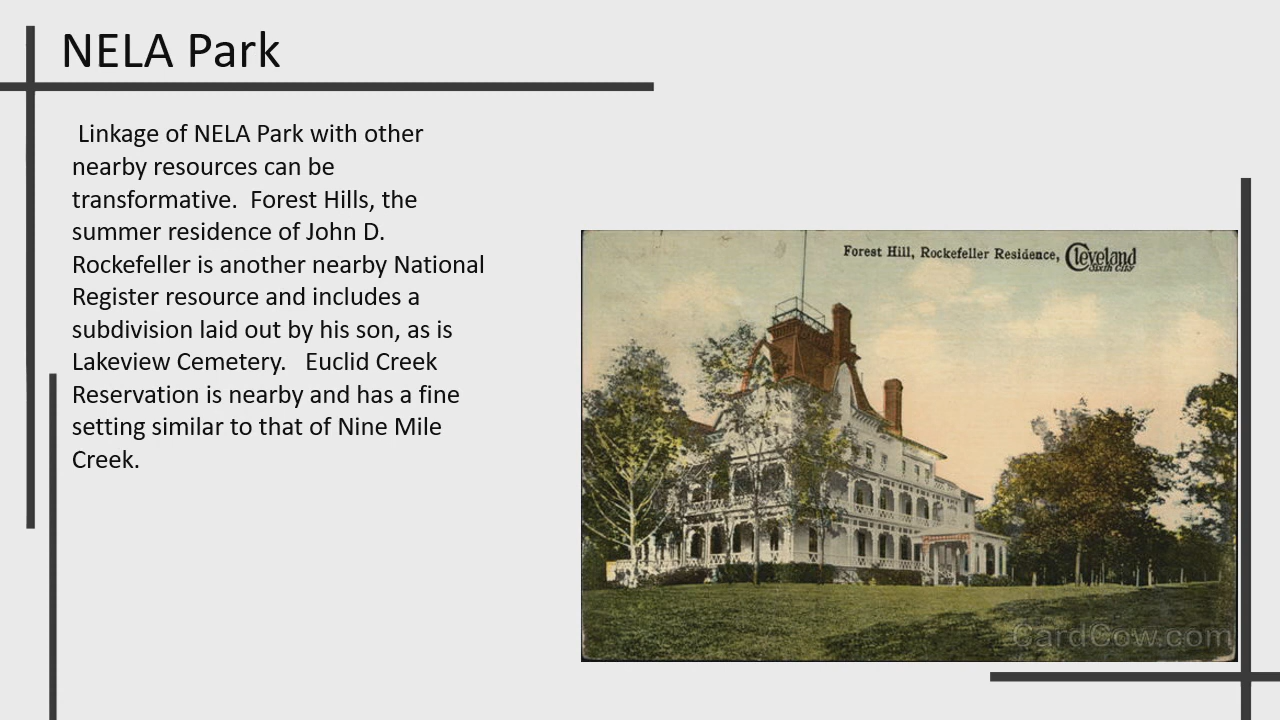 NELA Park
Linkage of NELA Park with other
nearby resources can be
transformative.  Forest Hills, the
summer residence of John D.
Rockefeller is another nearby National
Register resource and includes a
subdivision laid out by his son, as is
Lakeview Cemetery.   Euclid Creek
Reservation is nearby and has a fine
setting similar to that of Nine Mile
Creek.
Forest Hill, Rockefeller Residence, Cleveland
Sixth City
CardCow.com